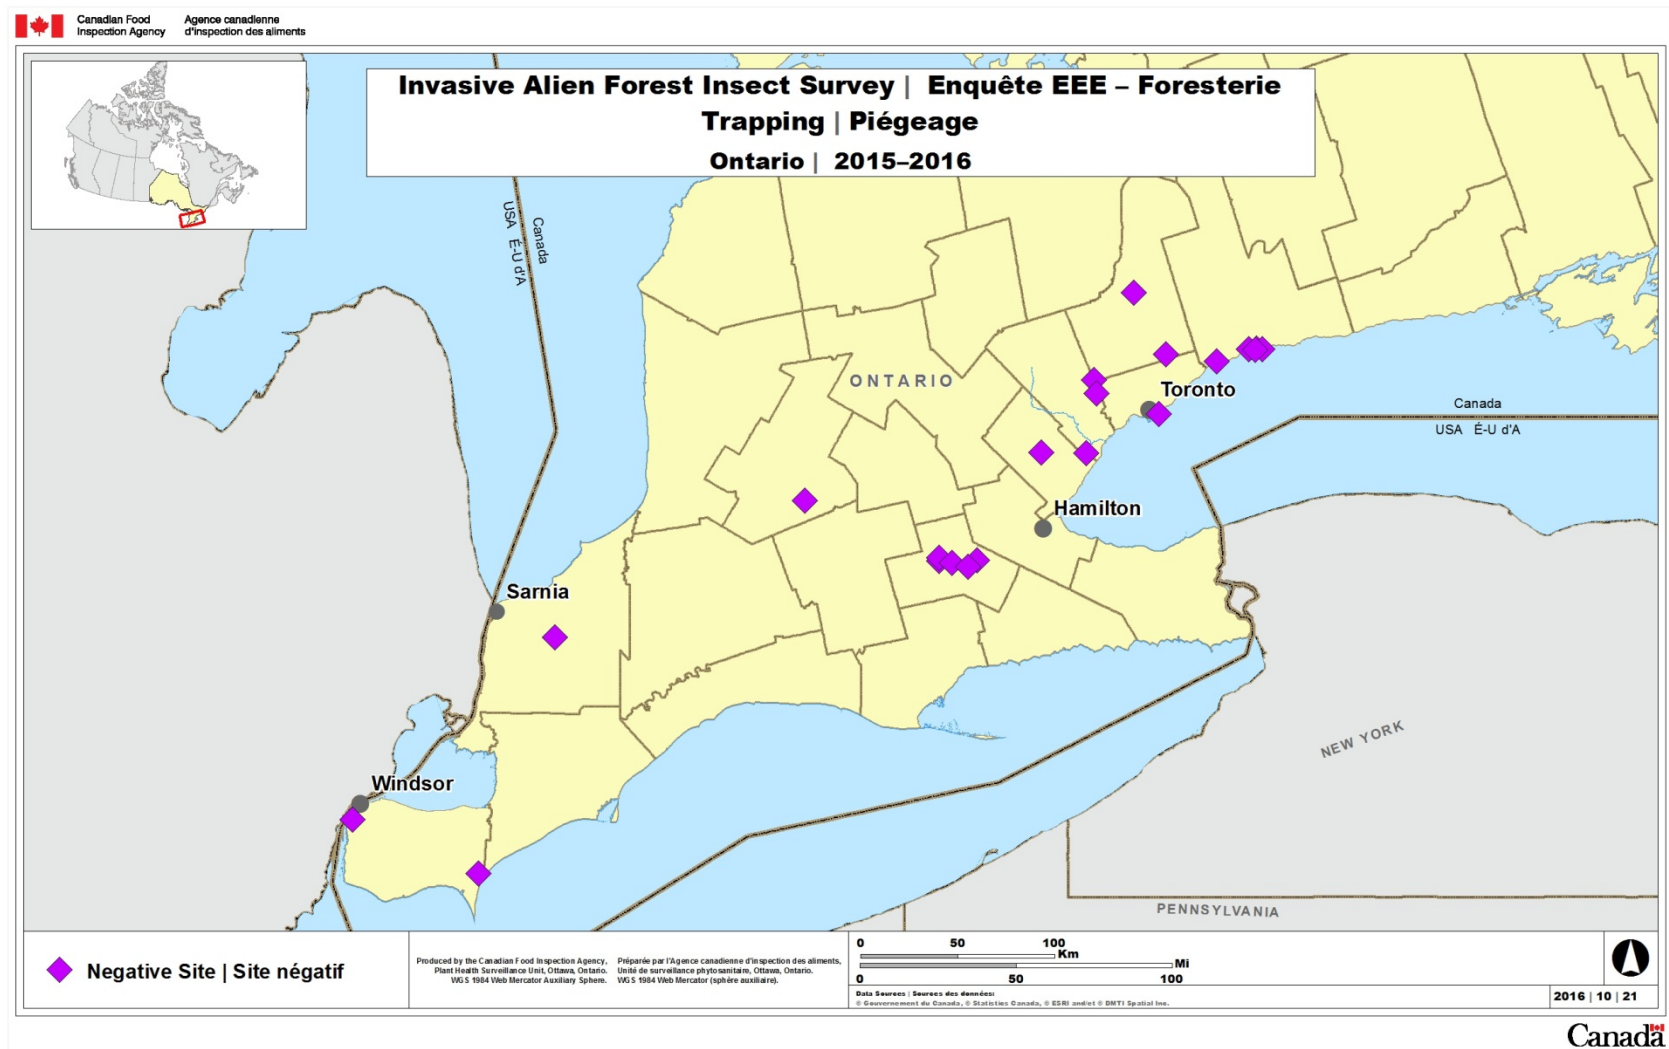 Canadian Food Agence canadienne
Inspection Agency d'inspection des aliments
Invasive Alien Forest Insect Survey | Enquête EEE – Foresterie
Trapping | Piégeage
Ontario | 2015–2016
USA É-U d'A
Canada
ONTARIO
Toronto
Canada
USA É-U d'A
Hamilton
Sarnia
Windsor
NEW YORK
PENNSYLVANIA
Negative Site | Site négatif
Produced by the Canadian Food Inspection Agency,
Plant Health Surveillance Unit, Ottawa, Ontario.
WGS 1984 Web Mercator Auxiliary Sphere.
Préparée par l'Agence canadienne d'inspection des aliments,
Unité de surveillance phytosanitaire, Ottawa, Ontario.
WGS 1984 Web Mercator (sphère auxiliaire).
0 50 100
Km
Mi
0 50 100
Data Sources | Sources des données:
© Gouvernement du Canada, © Statistics Canada, © ESRI and/et © DMTI Spatial Inc.
2016 | 10 | 21
Canada